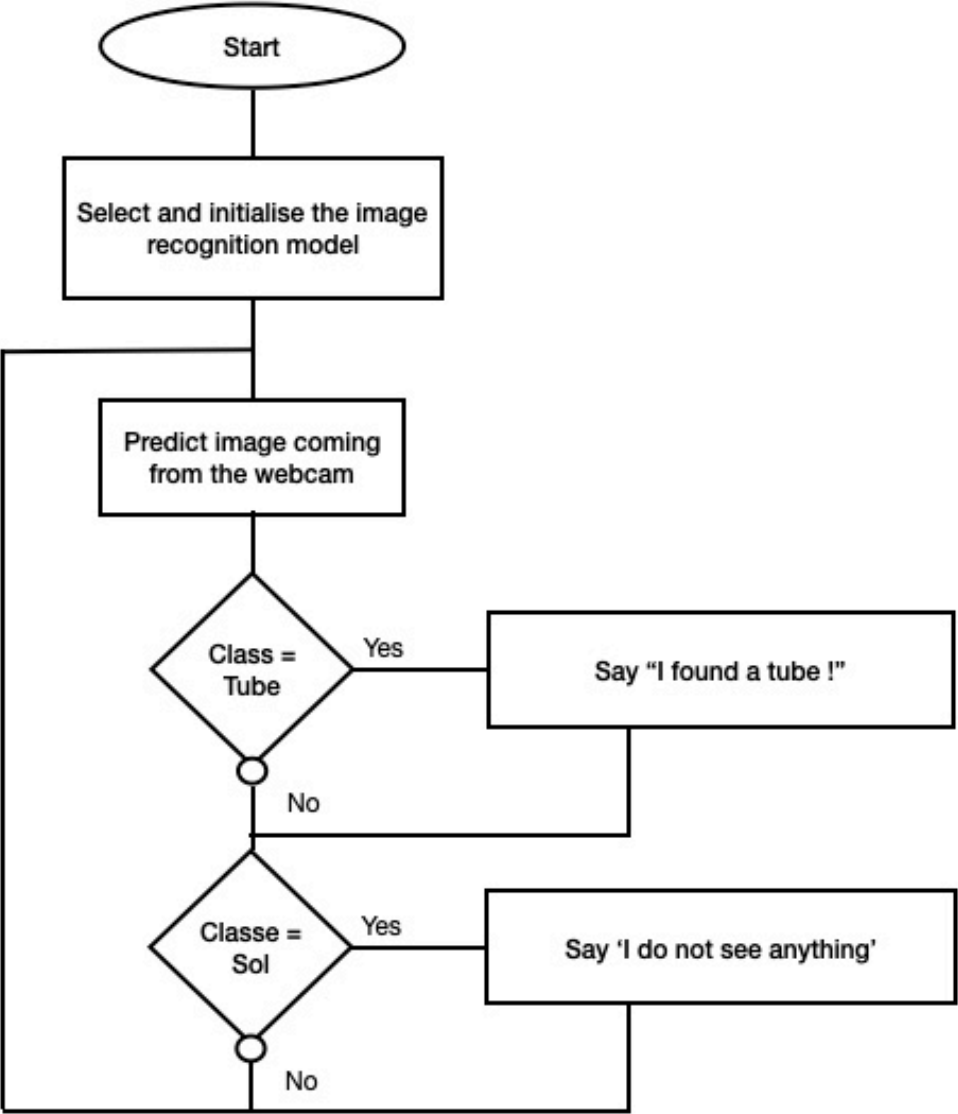 Start
Select and initialise the image
recognition model
Predict image coming
from the webcam
Class =
Tube
Yes
Say “I found a tube !”
No
Classe =
Sol
Yes
Say ‘I do not see anything’
No